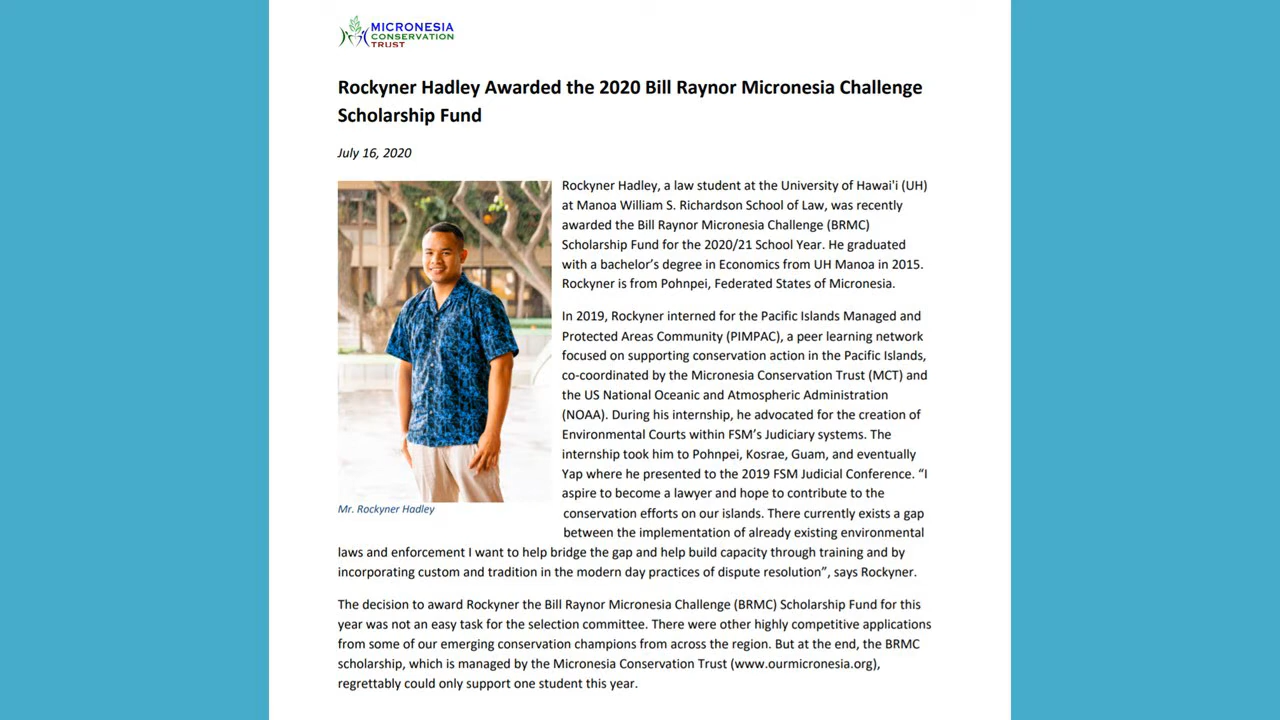 MICRONESIA
CONSERVATION
TRUST
Rockyner Hadley Awarded the 2020 Bill Raynor Micronesia Challenge
Scholarship Fund
July 16, 2020
Rockyner Hadley, a law student at the University of Hawai'i (UH)
at Manoa William S. Richardson School of Law, was recently
awarded the Bill Raynor Micronesia Challenge (BRMC)
Scholarship Fund for the 2020/21 School Year. He graduated
with a bachelor’s degree in Economics from UH Manoa in 2015.
Rockyner is from Pohnpei, Federated States of Micronesia.
In 2019, Rockyner interned for the Pacific Islands Managed and
Protected Areas Community (PIMPAC), a peer learning network
focused on supporting conservation action in the Pacific Islands,
co-coordinated by the Micronesia Conservation Trust (MCT) and
the US National Oceanic and Atmospheric Administration
(NOAA). During his internship, he advocated for the creation of
Environmental Courts within FSM’s Judiciary systems. The
internship took him to Pohnpei, Kosrae, Guam, and eventually
Yap where he presented to the 2019 FSM Judicial Conference. “I
aspire to become a lawyer and hope to contribute to the
conservation efforts on our islands. There currently exists a gap
between the implementation of already existing environmental
Mr. Rockyner Hadley
laws and enforcement I want to help bridge the gap and help build capacity through training and by
incorporating custom and tradition in the modern day practices of dispute resolution”, says Rockyner.
The decision to award Rockyner the Bill Raynor Micronesia Challenge (BRMC) Scholarship Fund for this
year was not an easy task for the selection committee. There were other highly competitive applications
from some of our emerging conservation champions from across the region. But at the end, the BRMC
scholarship, which is managed by the Micronesia Conservation Trust (www.ourmicronesia.org),
regrettably could only support one student this year.